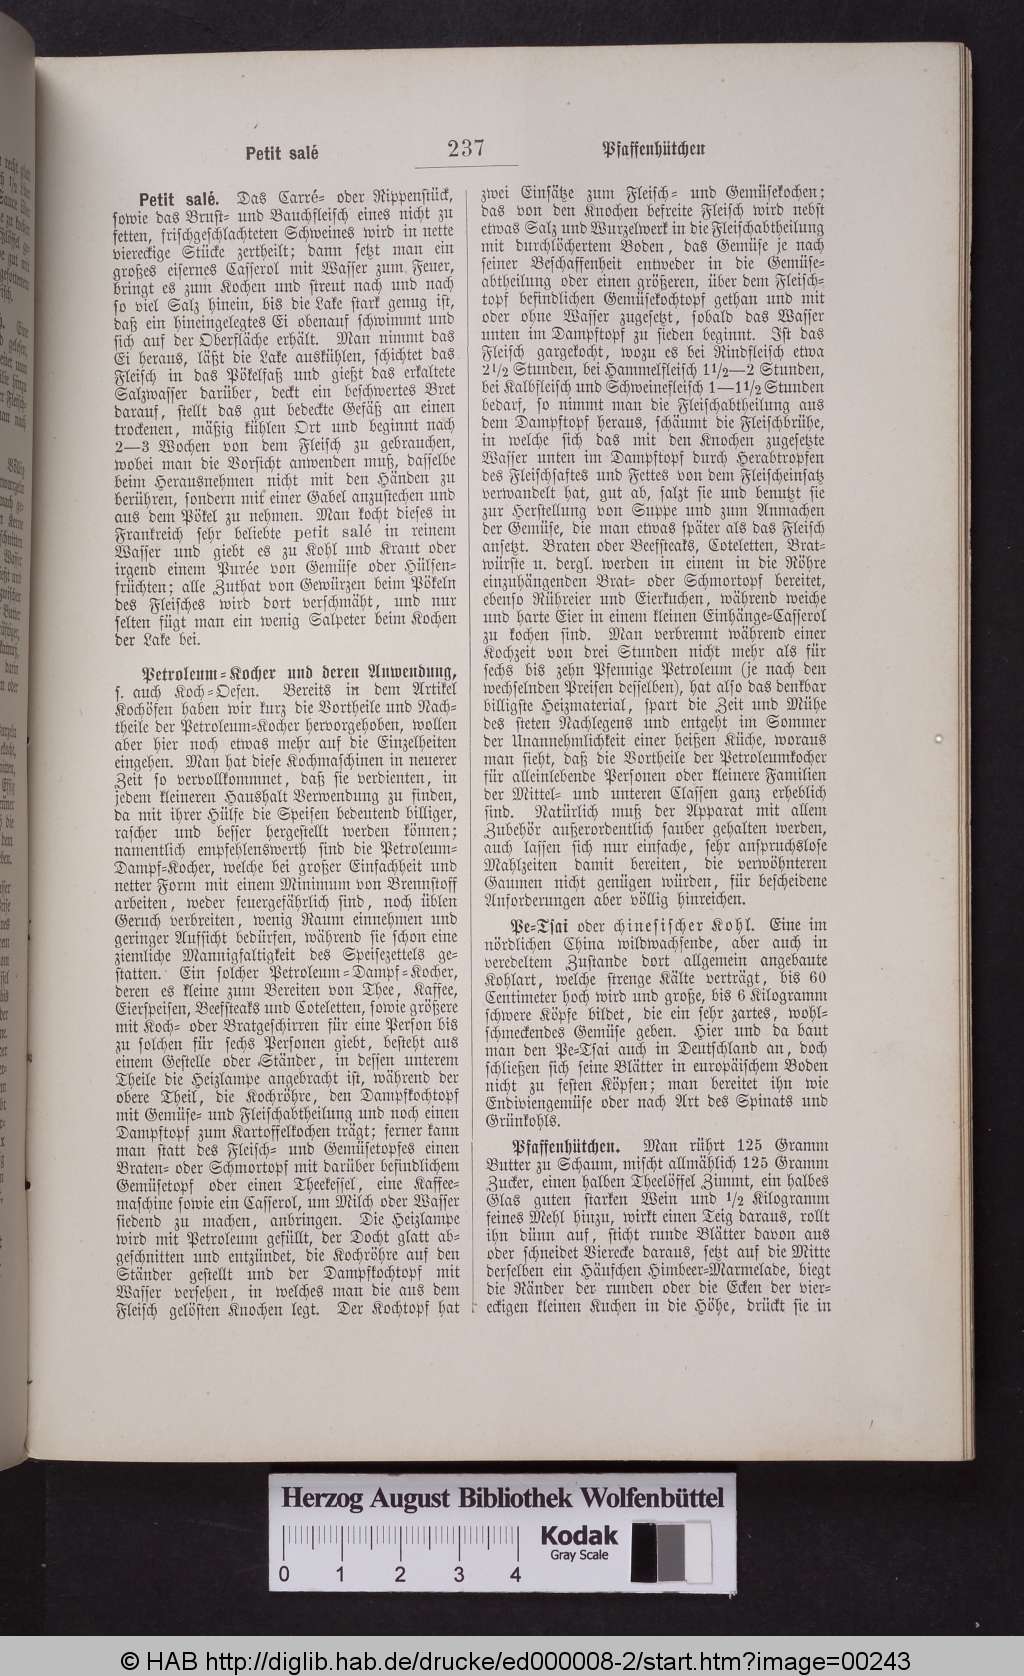 Petit salé
237
Pfaffenhütchen
Petit salé. Das Carré- oder Rippenstück,
sowie das Brust- und Bauchfleisch eines nicht zu
fetten, frischgeschlachteten Schweines wird in nette
viereckige Stücke zertheilt; dann setzt man ein
großes eisernes Casserol mit Wasser zum Feuer,
bringt es zum Kochen und streut nach und nach
so viel Salz hinein, bis die Lake stark genug ist,
daß ein hineingelegtes Ei obenauf schwimmt und
sich auf der Oberfläche erhält. Man nimmt das
Ei heraus, läßt die Lake auskühlen, schichtet das
Fleisch in das Pökelfaß und gießt das erkaltete
Salzwasser darüber, deckt ein beschwertes Bret
darauf, stellt das gut bedeckte Gefäß an einen
trockenen, mäßig kühlen Ort und beginnt nach
2—3 Wochen von dem Fleisch zu gebrauchen,
wobei man die Vorsicht anwenden muß, dasselbe
beim Herausnehmen nicht mit den Händen zu
berühren, sondern mit einer Gabel anzustechen und
aus dem Pökel zu nehmen. Man kocht dieses in
Frankreich sehr beliebte petit salé in reinem
Wasser und giebt es zu Kohl und Kraut oder
irgend einem Purée von Gemüse oder Hülsen-
früchten; alle Zuthat von Gewürzen beim Pökeln
des Fleisches wird dort verschmäht, und nur
selten fügt man ein wenig Salpeter beim Kochen
der Lake bei.
Petroleum-Kocher und deren Anwendung,
s. auch Koch-Oefen. Bereits in dem Artikel
Kochöfen haben wir kurz die Vortheile und Nach-
theile der Petroleum-Kocher hervorgehoben, wollen
aber hier noch etwas mehr auf die Einzelheiten
eingehen. Man hat diese Kochmaschinen in neuerer
Zeit so vervollkommnet, daß sie verdienten, in
jedem kleineren Haushalt Verwendung zu finden,
da mit ihrer Hülfe die Speisen bedeutend billiger,
rascher und besser hergestellt werden können;
namentlich empfehlenswerth sind die Petroleum-
Dampf-Kocher, welche bei großer Einfachheit und
netter Form mit einem Minimum von Brennstoff
arbeiten, weder feuergefährlich sind, noch üblen
Geruch verbreiten, wenig Raum einnehmen und
geringer Aufsicht bedürfen, während sie schon eine
ziemliche Mannigfaltigkeit des Speisezettels ge-
statten. Ein solcher Petroleum-Dampf-Kocher,
deren es kleine zum Bereiten von Thee, Kaffee,
Eierspeisen, Beefsteaks und Coteletten, sowie größere
mit Koch- oder Bratgeschirren für eine Person bis
zu solchen für sechs Personen giebt, besteht aus
einem Gestelle oder Ständer, in dessen unterem
Theile die Heizlampe angebracht ist, während der
obere Theil, die Kochröhre, den Dampfkochtopf
mit Gemüse- und Fleischabtheilung und noch einen
Dampftopf zum Kartoffelkochen trägt; ferner kann
man statt des Fleisch- und Gemüsetopfes einen
Braten- oder Schmortopf mit darüber befindlichem
Gemüsetopf oder einen Theekessel, eine Kaffee-
maschine sowie ein Casserol, um Milch oder Wasser
siedend zu machen, anbringen. Die Heizlampe
wird mit Petroleum gefüllt, der Docht glatt ab-
geschnitten und entzündet, die Kochröhre auf den
Ständer gestellt und der Dampfkochtopf mit
Wasser versehen, in welches man die aus dem
Fleisch gelösten Knochen legt. Der Kochtopf hat
zwei Einsätze zum Fleisch- und Gemüsekochen;
das von den Knochen befreite Fleisch wird nebst
etwas Salz und Wurzelwerk in die Fleischabtheilung
mit durchlöchertem Boden, das Gemüse je nach
seiner Beschaffenheit entweder in die Gemüse-
abtheilung oder einen größeren, über dem Fleisch-
topf befindlichen Gemüsekochtopf gethan und mit
oder ohne Wasser zugesetzt, sobald das Wasser
unten im Dampftopf zu sieden beginnt. Ist das
Fleisch gargekocht, wozu es bei Rindfleisch etwa
2 1/2 Stunden, bei Hammelfleisch 1 1/2—2 Stunden,
bei Kalbfleisch und Schweinefleisch 1—1 1/2 Stunden
bedarf, so nimmt man die Fleischabtheilung aus
dem Dampftopf heraus, schäumt die Fleischbrühe,
in welche sich das mit den Knochen zugesetzte
Wasser unten im Dampftopf durch Herabtropfen
des Fleischsaftes und Fettes von dem Fleischeinsatz
verwandelt hat, gut ab, salzt sie und benutzt sie
zur Herstellung von Suppe und zum Anmachen
der Gemüse, die man etwas später als das Fleisch
ansetzt. Braten oder Beefsteaks, Coteletten, Brat-
würste u. dergl. werden in einem in die Röhre
einzuhängenden Brat- oder Schmortopf bereitet,
ebenso Rühreier und Eierkuchen, während weiche
und harte Eier in einem kleinen Einhänge-Casserol
zu kochen sind. Man verbrennt während einer
Kochzeit von drei Stunden nicht mehr als für
sechs bis zehn Pfennige Petroleum (je nach den
wechselnden Preisen desselben), hat also das denkbar
billigste Heizmaterial, spart die Zeit und Mühe
des steten Nachlegens und entgeht im Sommer
der Unannehmlichkeit einer heißen Küche, woraus
man sieht, daß die Vortheile der Petroleumkocher
für alleinlebende Personen oder kleinere Familien
der Mittel- und unteren Classen ganz erheblich
sind. Natürlich muß der Apparat mit allem
Zubehör außerordentlich sauber gehalten werden,
auch lassen sich nur einfache, sehr anspruchslose
Mahlzeiten damit bereiten, die verwöhnteren
Gaumen nicht genügen würden, für bescheidene
Anforderungen aber völlig hinreichen.
Pe-Tsai oder chinesischer Kohl. Eine im
nördlichen China wildwachsende, aber auch in
veredeltem Zustande dort allgemein angebaute
Kohlart, welche strenge Kälte verträgt, bis 60
Centimeter hoch wird und große, bis 6 Kilogramm
schwere Köpfe bildet, die ein sehr zartes, wohl-
schmeckendes Gemüse geben. Hier und da baut
man den Pe-Tsai auch in Deutschland an, doch
schließen sich seine Blätter in europäischem Boden
nicht zu festen Köpfen; man bereitet ihn wie
Endiviengemüse oder nach Art des Spinats und
Grünkohls.
Pfaffenhütchen. Man rührt 125 Gramm
Butter zu Schaum, mischt allmählich 125 Gramm
Zucker, einen halben Theelöffel Zimmt, ein halbes
Glas guten starken Wein und 1/2 Kilogramm
feines Mehl hinzu, wirkt einen Teig daraus, rollt
ihn dünn auf, sticht runde Blätter davon aus
oder schneidet Vierecke daraus, setzt auf die Mitte
derselben ein Häufchen Himbeer-Marmelade, biegt
die Ränder der runden oder die Ecken der vier-
eckigen kleinen Kuchen in die Höhe, drückt sie in
Herzog August Bibliothek Wolfenbüttel
0 1 2 3 4
Kodak
Gray Scale
© HAB http://diglib.hab.de/drucke/ed000008-2/start.htm?image=00243